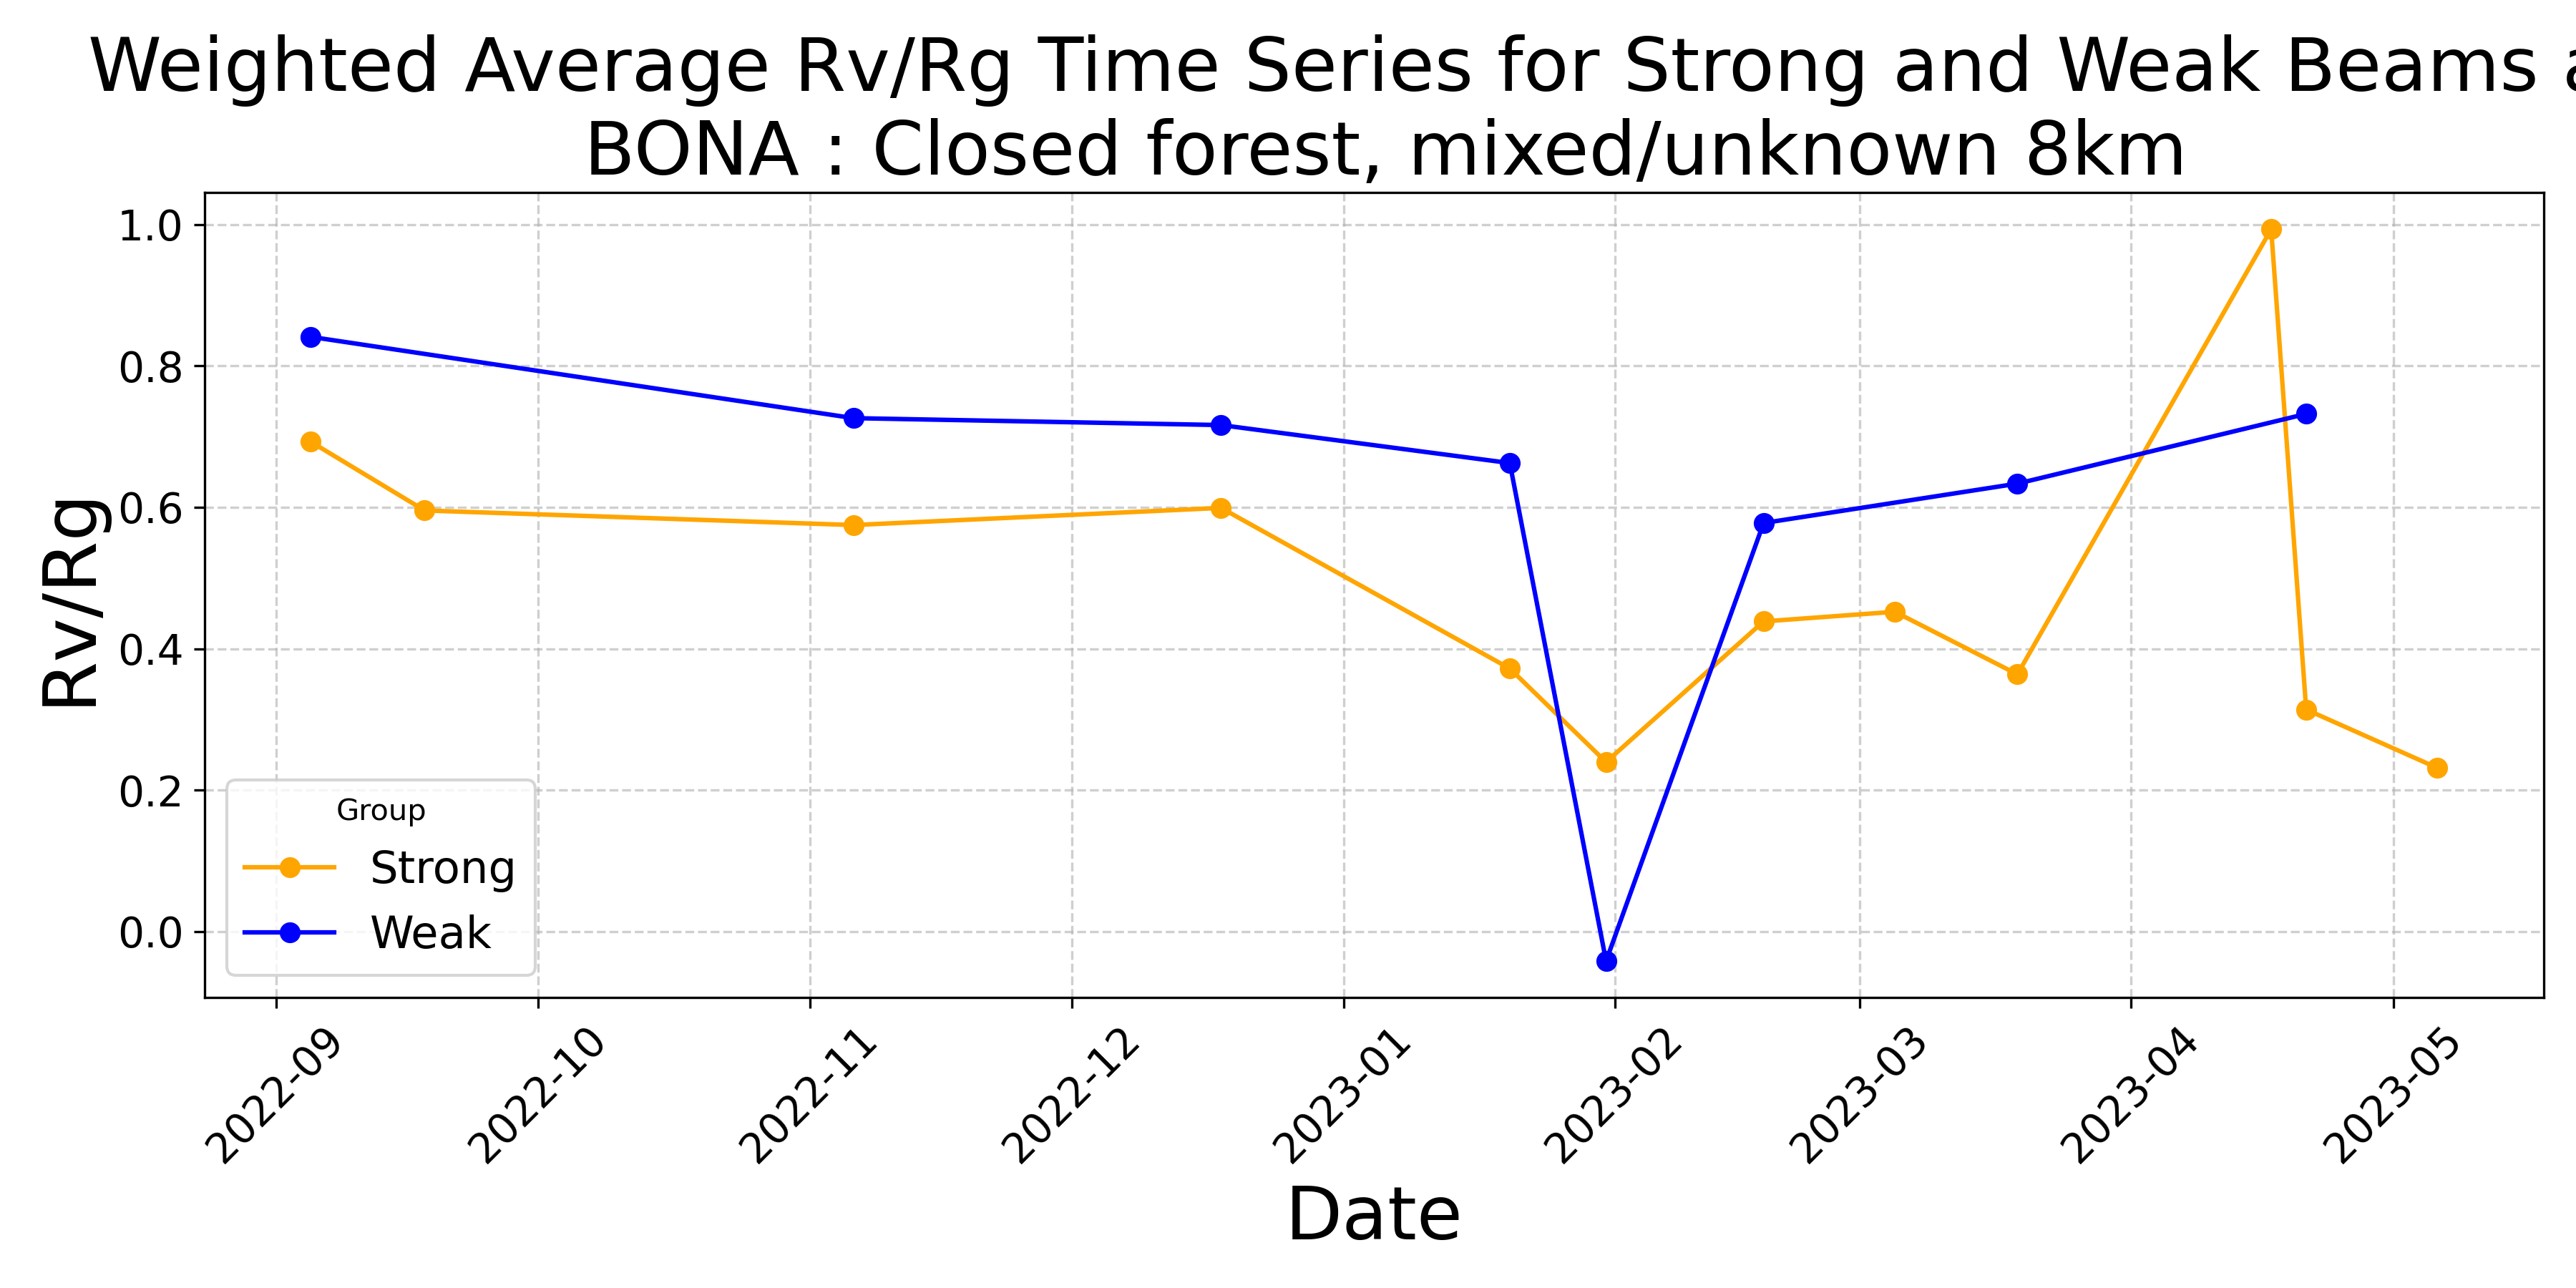 Weighted Average Rv/Rg Time Series for Strong and Weak Beams
BONA : Closed forest, mixed/unknown 8km
Rv/Rg
1.0
0.8
0.6
0.4
0.2
0.0
Group
Strong
Weak
2022-09
2022-10
2022-11
2022-12
2023-01
2023-02
2023-03
2023-04
2023-05
Date